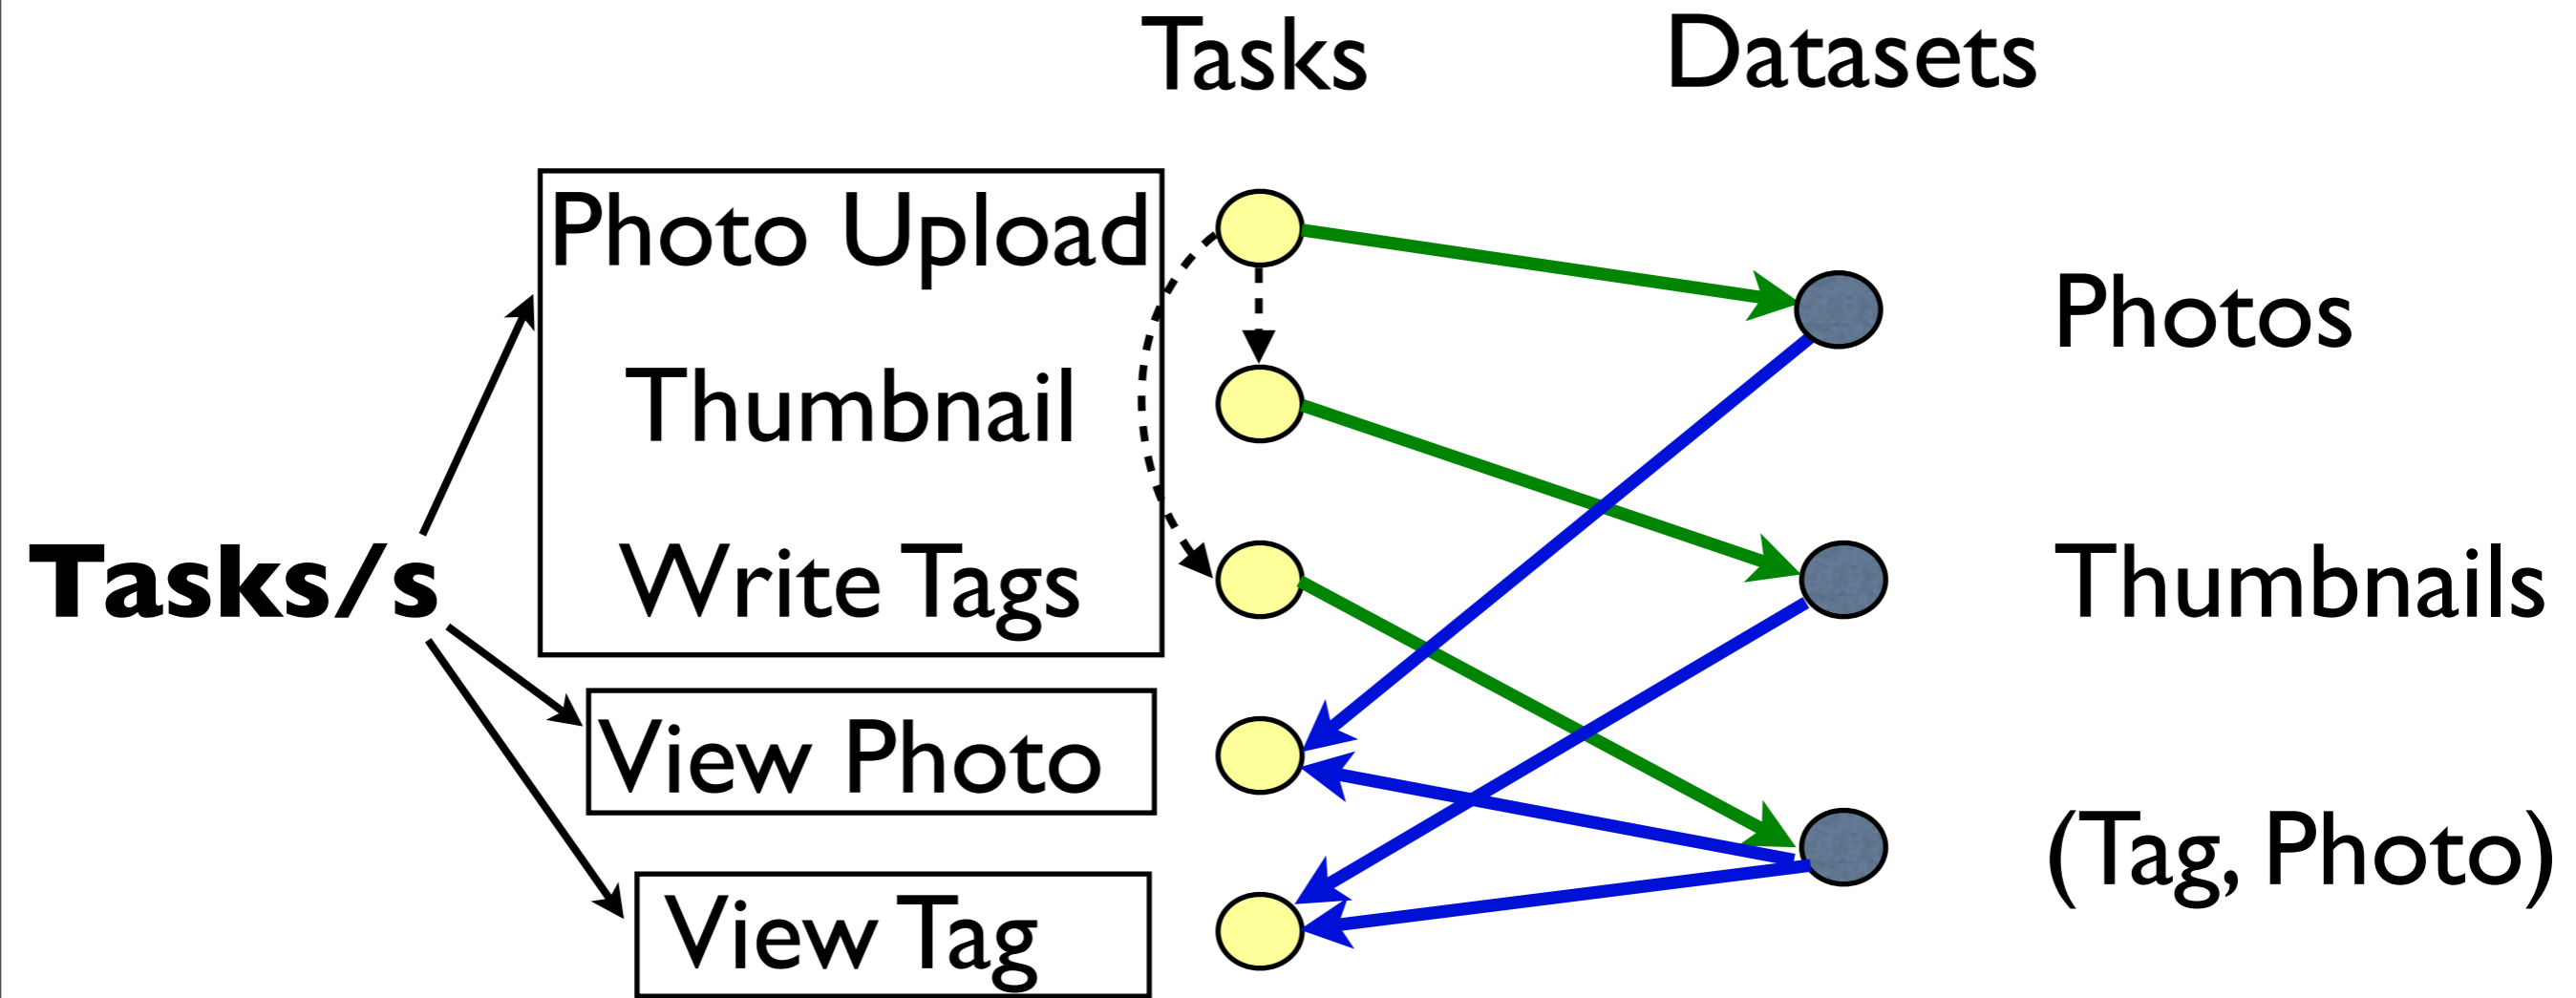 Tasks
Datasets
Photo Upload
Photos
Thumbnail
Tasks/s
Write Tags
Thumbnails
View Photo
(Tag, Photo)
View Tag